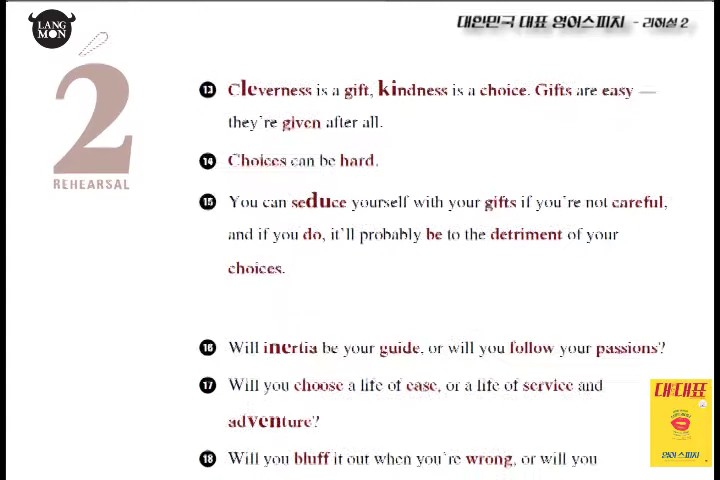 LANG
MON
대한민국 대표 영어스피치 - 리허설 2
2
REHEARSAL
13 Cleverness is a gift, kindness is a choice. Gifts are easy —
they're given after all.
14 Choices can be hard.
15 You can seduce yourself with your gifts if you're not careful,
and if you do, it'll probably be to the detriment of your
choices.
16 Will inertia be your guide, or will you follow your passions?
17 Will you choose a life of ease, or a life of service and
adventure?
18 Will you bluff it out when you're wrong, or will you
대대표
영어 스피치